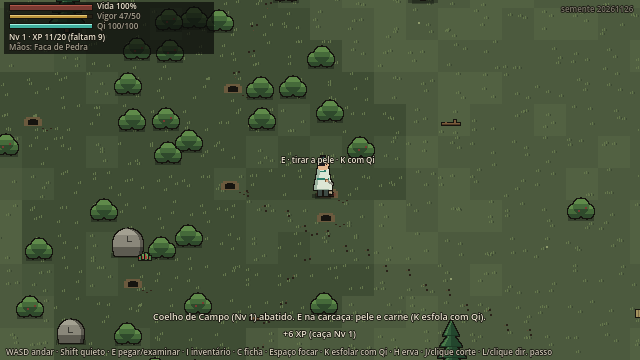 Vida 100%
Vigor 47/50
Qi 100/100
Nv 1 · XP 11/20 (faltam 9)
Mãos: Faca de Pedra
semente 20261126
E · tirar a pele · K com Qi
Coelho de Campo (Nv 1) abatido. E na carcaça: pele e carne (K esfola com Qi).
+6 XP (caça Nv 1)
WASD andar · Shift quieto · E pegar/examinar · I inventário · C ficha · Espaço focar · K esfolar com Qi · H erva · J/clique corte · L/clique dir. passo